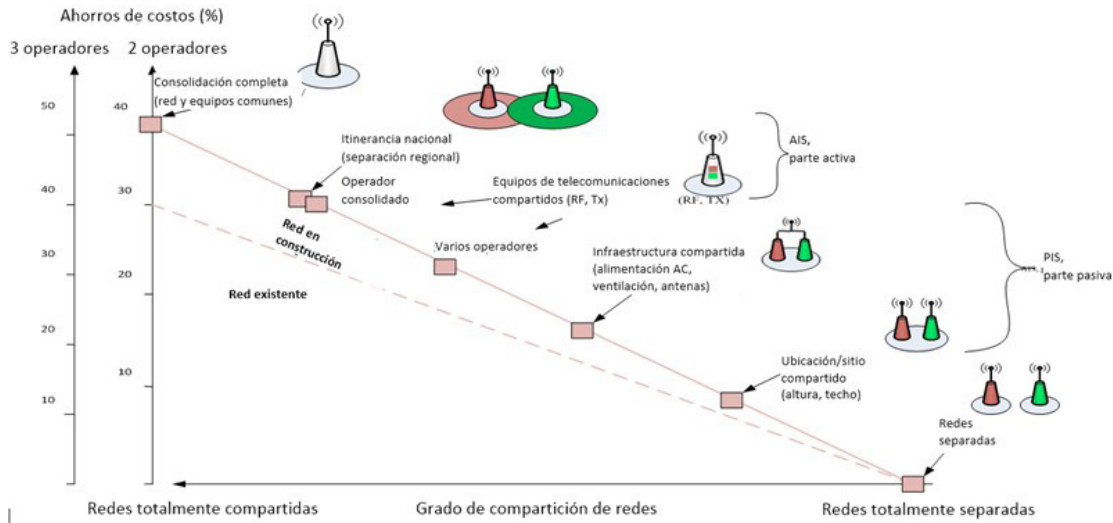 Ahorros de costos (%)
3 operadores
2 operadores
50
40
30
20
10
40
30
20
10
Consolidación completa
(red y equipos comunes)
Itinerancia nacional
(separación regional)
Operador
consolidado
Equipos de telecomunicaciones
compartidos (RF, Tx)
Varios operadores
Infraestructura compartida
(alimentación AC,
ventilación, antenas)
Ubicación/sitio
compartido
(altura, techo)
Redes
separadas
Red en
construcción
Red existente
(RF, TX)
AIS,
parte activa
PIS,
parte pasiva
Redes totalmente compartidas
Grado de compartición de redes
Redes totalmente separadas